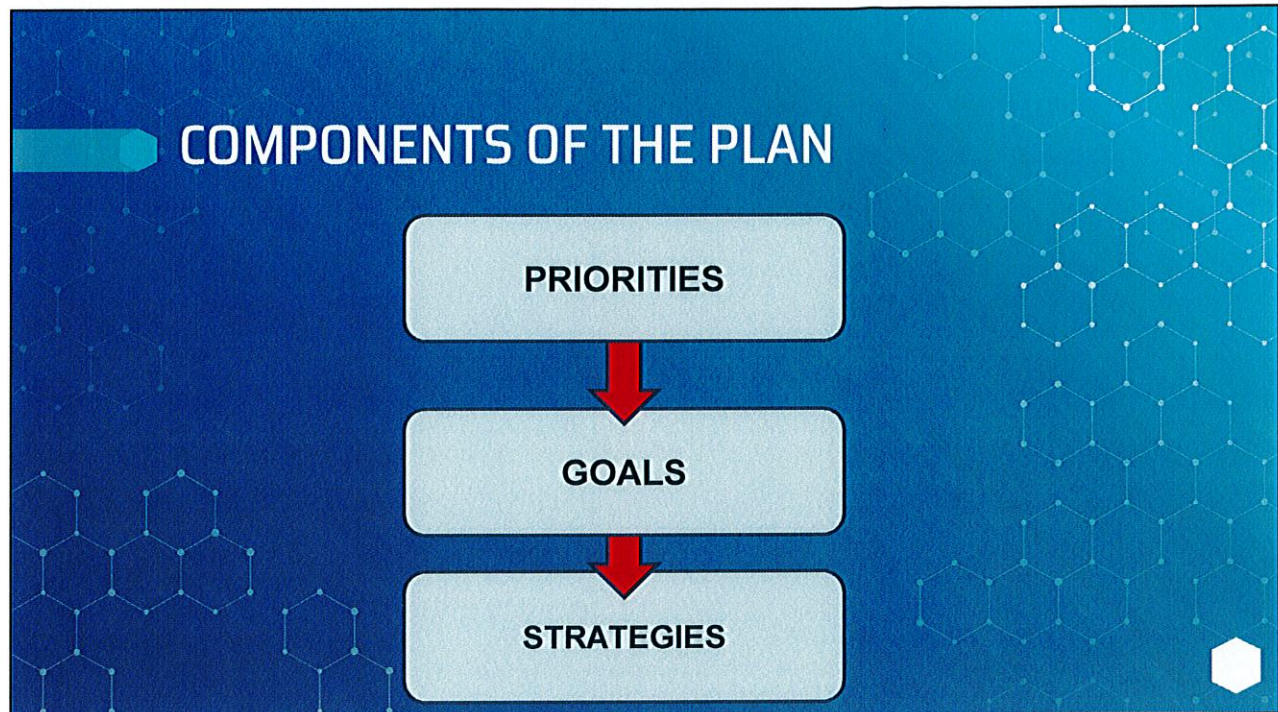 COMPONENTS OF THE PLAN
PRIORITIES
GOALS
STRATEGIES